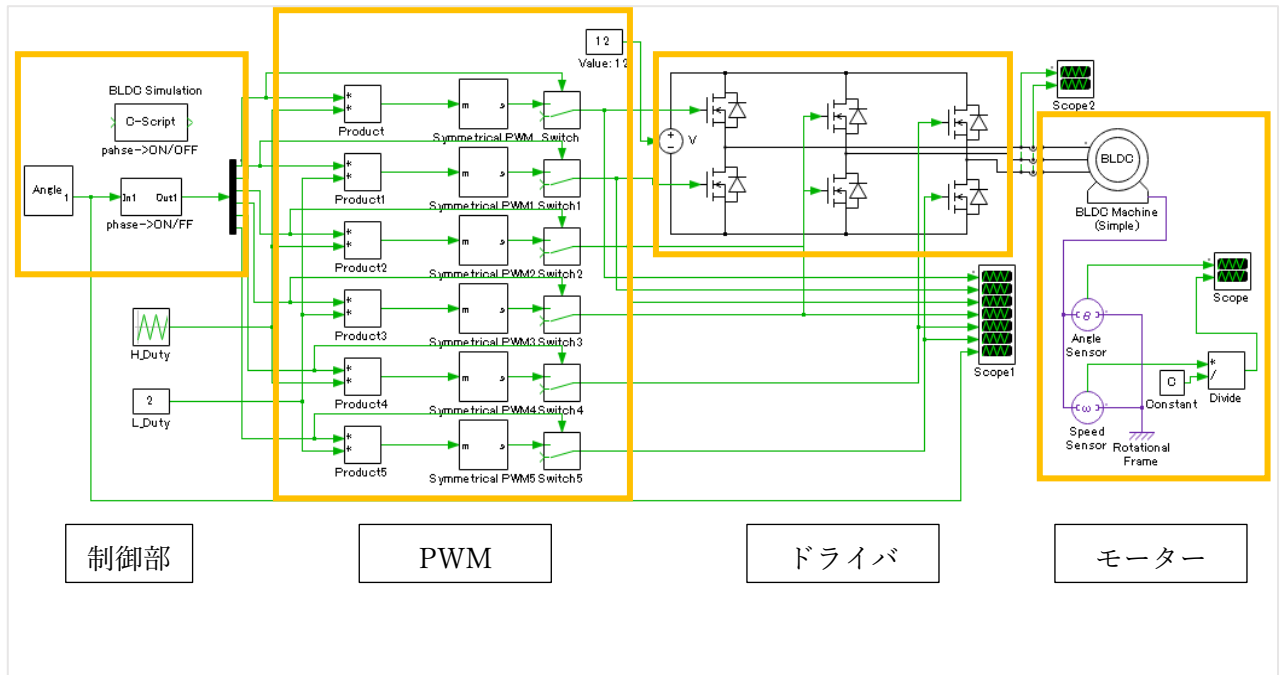 BLDC Simulation
C-Script
pahse->ON/OFF
Angle 1
In1 Out1
phase->ON/FF
H_Duty
2
L_Duty
*
*
Product
m s
Symmetrical PWM
Switch
*
*
Product1
m s
Symmetrical PWM1
Switch1
*
*
Product2
m s
Symmetrical PWM2
Switch2
*
*
Product3
m s
Symmetrical PWM3
Switch3
*
*
Product4
m s
Symmetrical PWM4
Switch4
*
*
Product5
m s
Symmetrical PWM5
Switch5
12
Value: 12
V
Scope2
Scope1
BLDC
BLDC Machine
(Simple)
Scope
θ
Angle
Sensor
C
Constant
*
/
Divide
ω
Speed
Sensor
Rotational
Frame
制御部
PWM
ドライバ
モーター